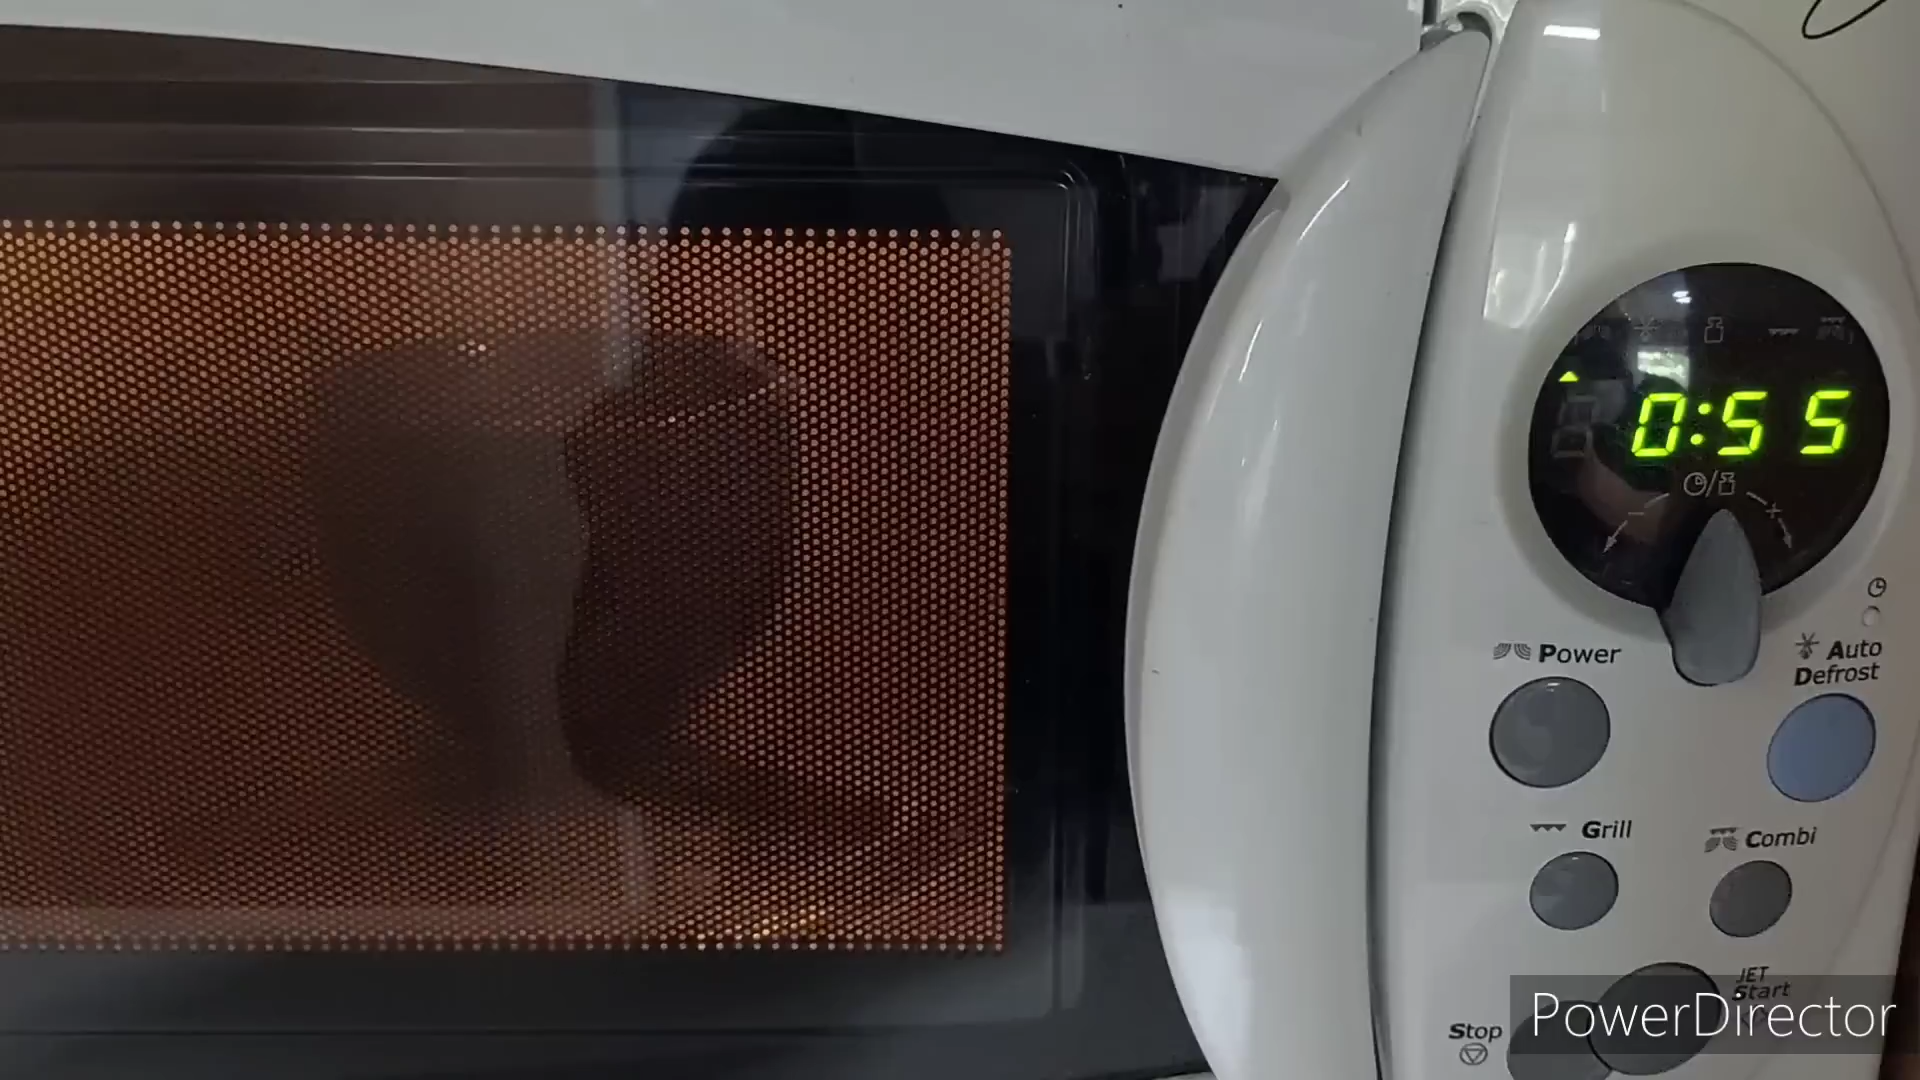 0:55
Power
Auto
Defrost
Grill
Combi
JET
Start
Stop
PowerDirector